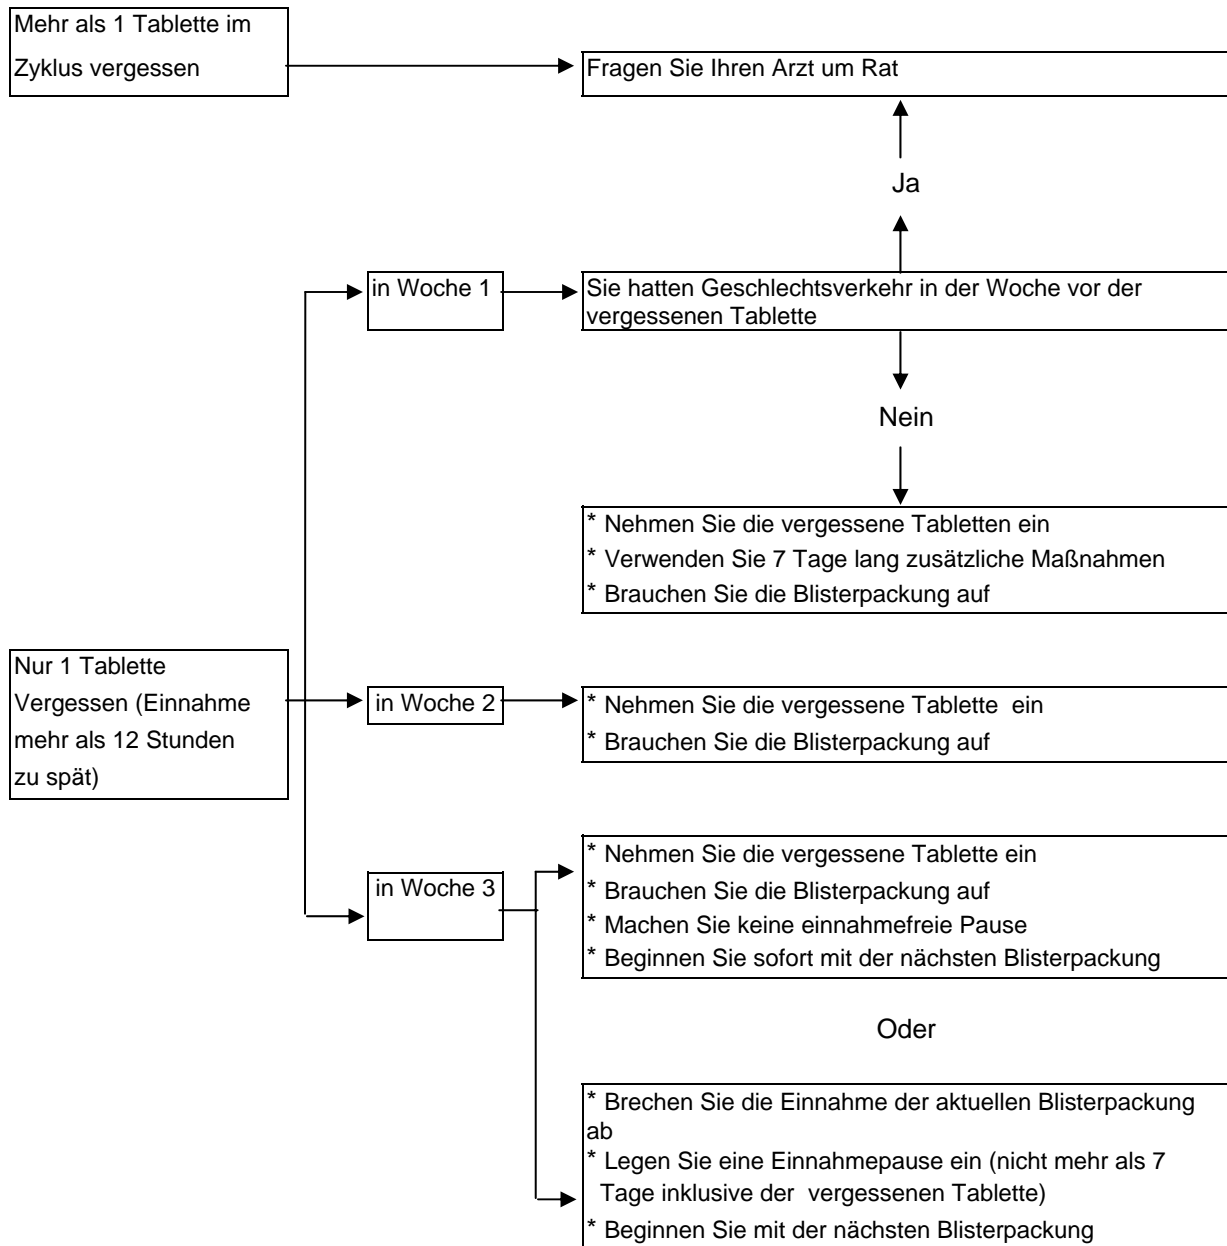 Mehr als 1 Tablette im
Zyklus vergessen
Fragen Sie Ihren Arzt um Rat
Ja
in Woche 1
Sie hatten Geschlechtsverkehr in der Woche vor der
vergessenen Tablette
Nein
* Nehmen Sie die vergessene Tabletten ein
* Verwenden Sie 7 Tage lang zusätzliche Maßnahmen
* Brauchen Sie die Blisterpackung auf
Nur 1 Tablette
Vergessen (Einnahme
mehr als 12 Stunden
zu spät)
in Woche 2
* Nehmen Sie die vergessene Tablette ein
* Brauchen Sie die Blisterpackung auf
in Woche 3
* Nehmen Sie die vergessene Tablette ein
* Brauchen Sie die Blisterpackung auf
* Machen Sie keine einnahmefreie Pause
* Beginnen Sie sofort mit der nächsten Blisterpackung
Oder
* Brechen Sie die Einnahme der aktuellen Blisterpackung
ab
* Legen Sie eine Einnahmepause ein (nicht mehr als 7
Tage inklusive der vergessenen Tablette)
* Beginnen Sie mit der nächsten Blisterpackung